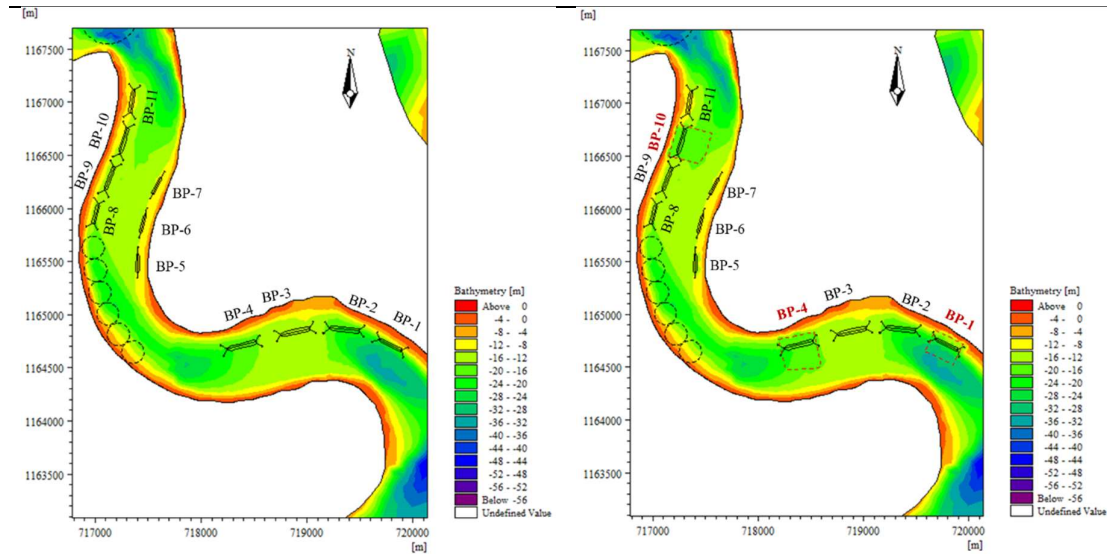 [m]
1167500
1167000
1166500
1166000
1165500
1165000
1164500
1164000
1163500
717000
718000
719000
720000
[m]
N
BP-11
BP-10
BP-9
BP-8
BP-7
BP-6
BP-5
BP-4
BP-3
BP-2
BP-1
Bathymetry [m]
Above 0
-4 - 0
-8 - -4
-12 - -8
-16 - -12
-20 - -16
-24 - -20
-28 - -24
-32 - -28
-36 - -32
-40 - -36
-44 - -40
-48 - -44
-52 - -48
-56 - -52
Below -56
Undefined Value
[m]
1167500
1167000
1166500
1166000
1165500
1165000
1164500
1164000
1163500
717000
718000
719000
720000
[m]
N
BP-11
BP-10
BP-9
BP-8
BP-7
BP-6
BP-5
BP-4
BP-3
BP-2
BP-1
Bathymetry [m]
Above 0
-4 - 0
-8 - -4
-12 - -8
-16 - -12
-20 - -16
-24 - -20
-28 - -24
-32 - -28
-36 - -32
-40 - -36
-44 - -40
-48 - -44
-52 - -48
-56 - -52
Below -56
Undefined Value